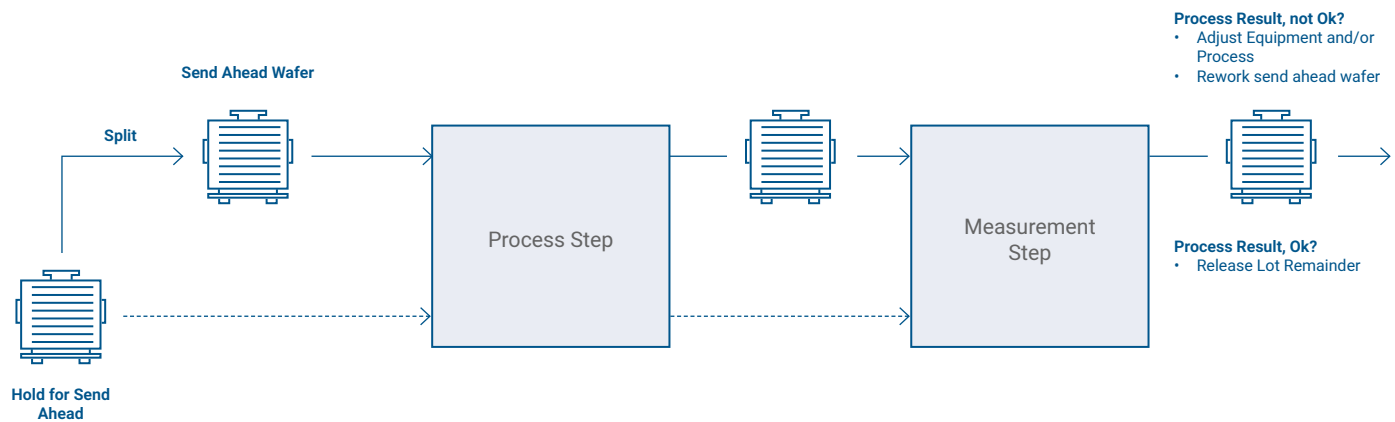 Process Result, not Ok?
• Adjust Equipment and/or
Process
• Rework send ahead wafer
Send Ahead Wafer
Split
Process Step
Measurement
Step
Process Result, Ok?
• Release Lot Remainder
Hold for Send
Ahead